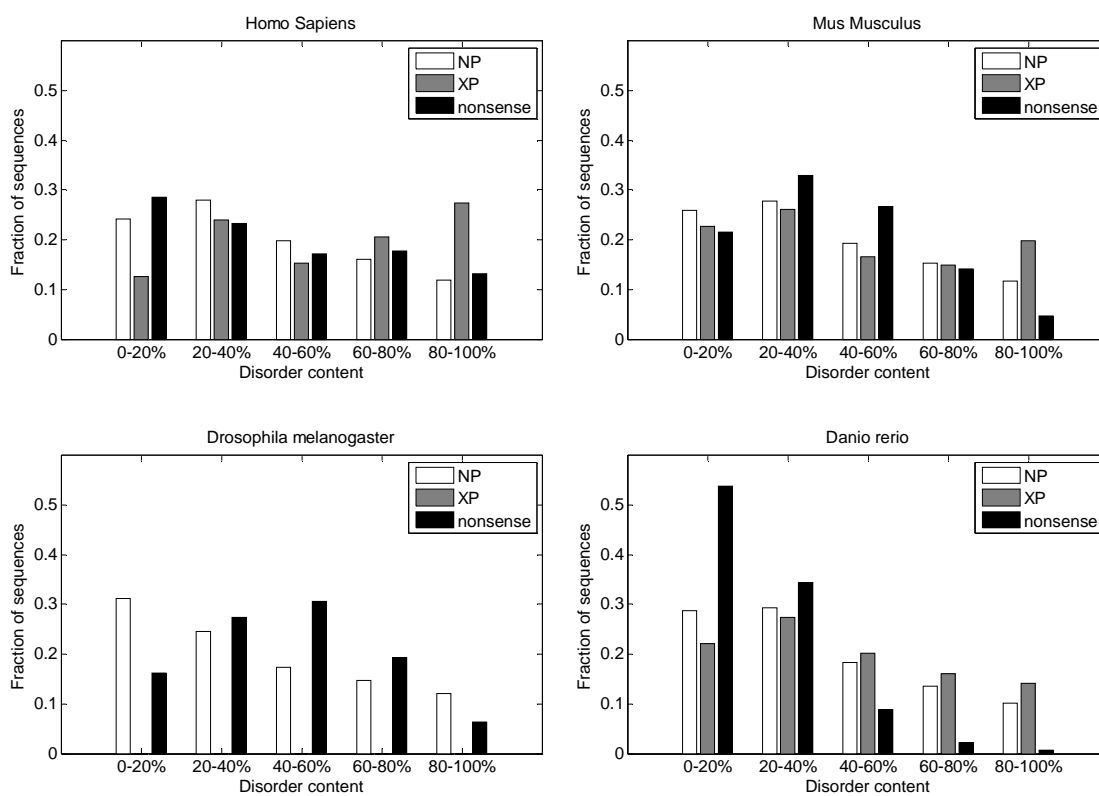 Homo Sapiens
Fraction of sequences
0.5
0.4
0.3
0.2
0.1
0
NP
XP
nonsense
0-20% 20-40% 40-60% 60-80% 80-100%
Disorder content
Mus Musculus
Fraction of sequences
0.5
0.4
0.3
0.2
0.1
0
NP
XP
nonsense
0-20% 20-40% 40-60% 60-80% 80-100%
Disorder content
Drosophila melanogaster
Fraction of sequences
0.5
0.4
0.3
0.2
0.1
0
NP
XP
nonsense
0-20% 20-40% 40-60% 60-80% 80-100%
Disorder content
Danio rerio
Fraction of sequences
0.5
0.4
0.3
0.2
0.1
0
NP
XP
nonsense
0-20% 20-40% 40-60% 60-80% 80-100%
Disorder content